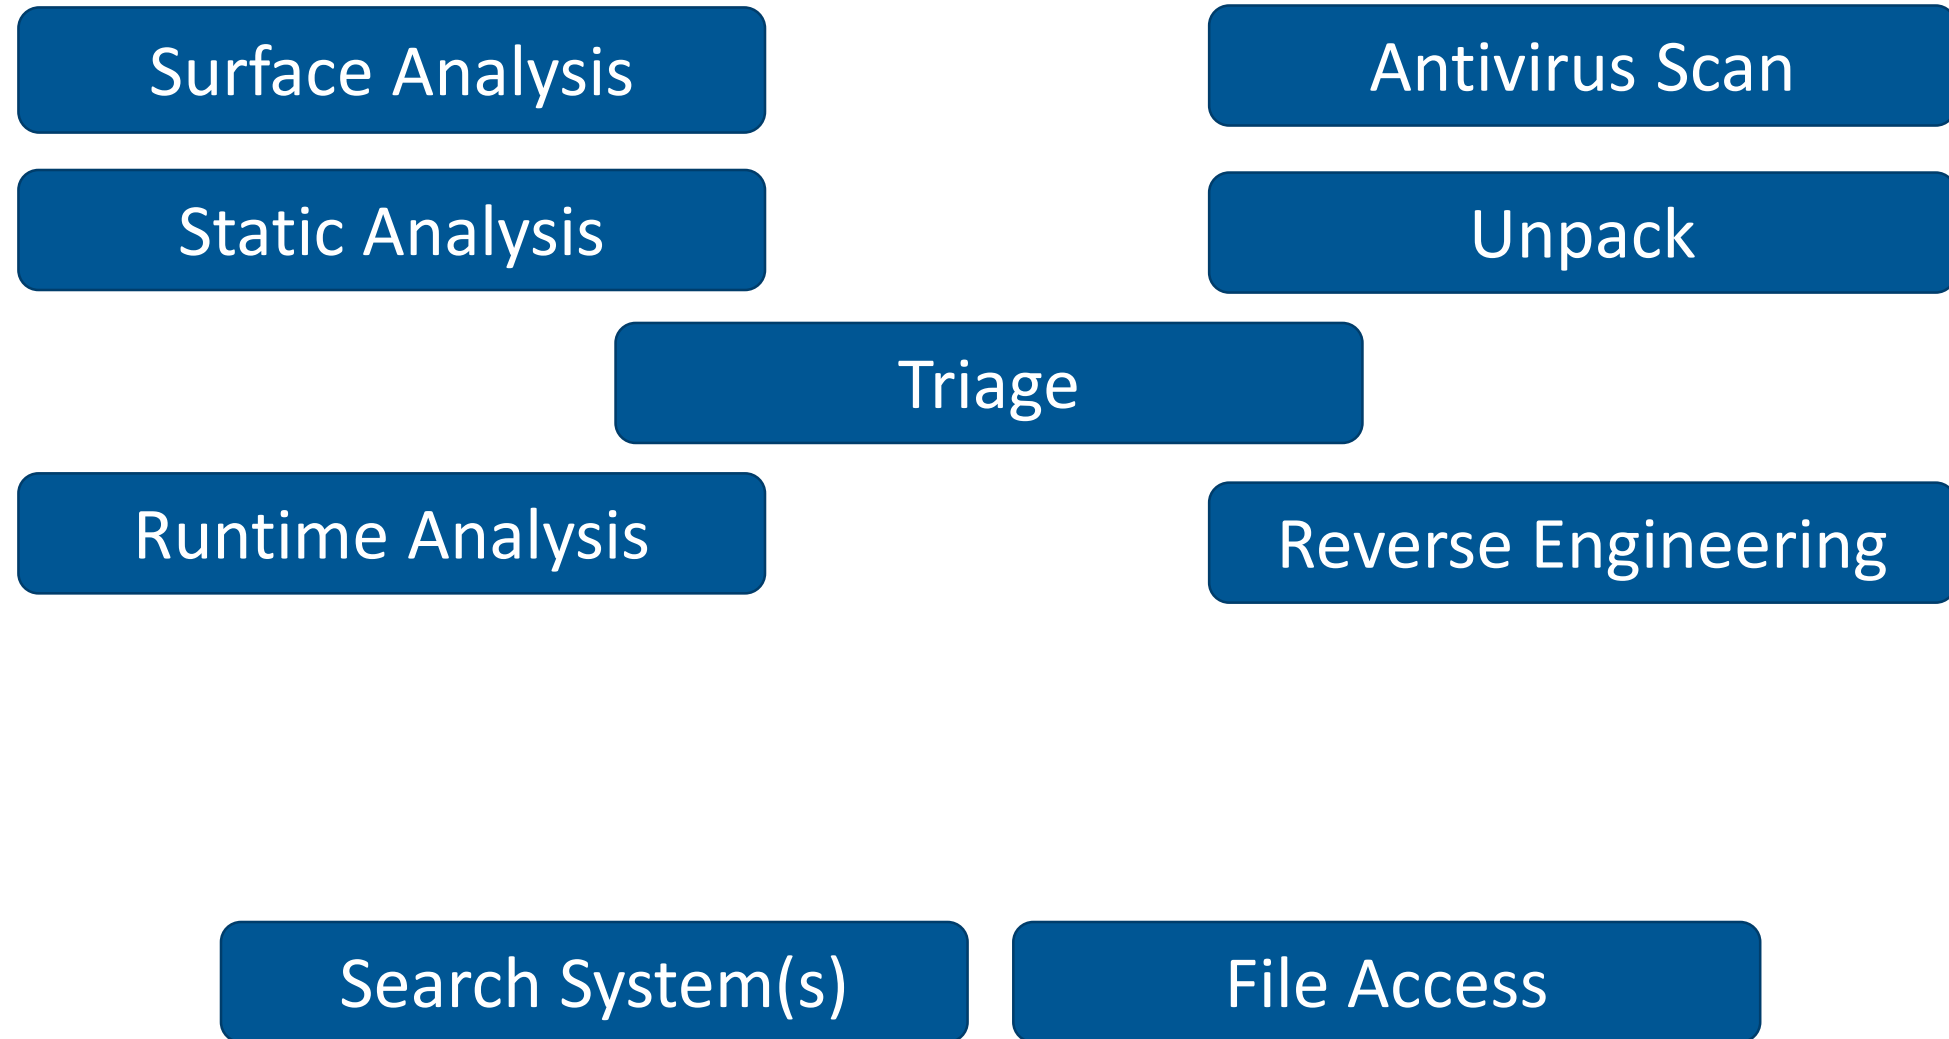 Surface Analysis
Antivirus Scan
Static Analysis
Unpack
Triage
Runtime Analysis
Reverse Engineering
Search System(s)
File Access